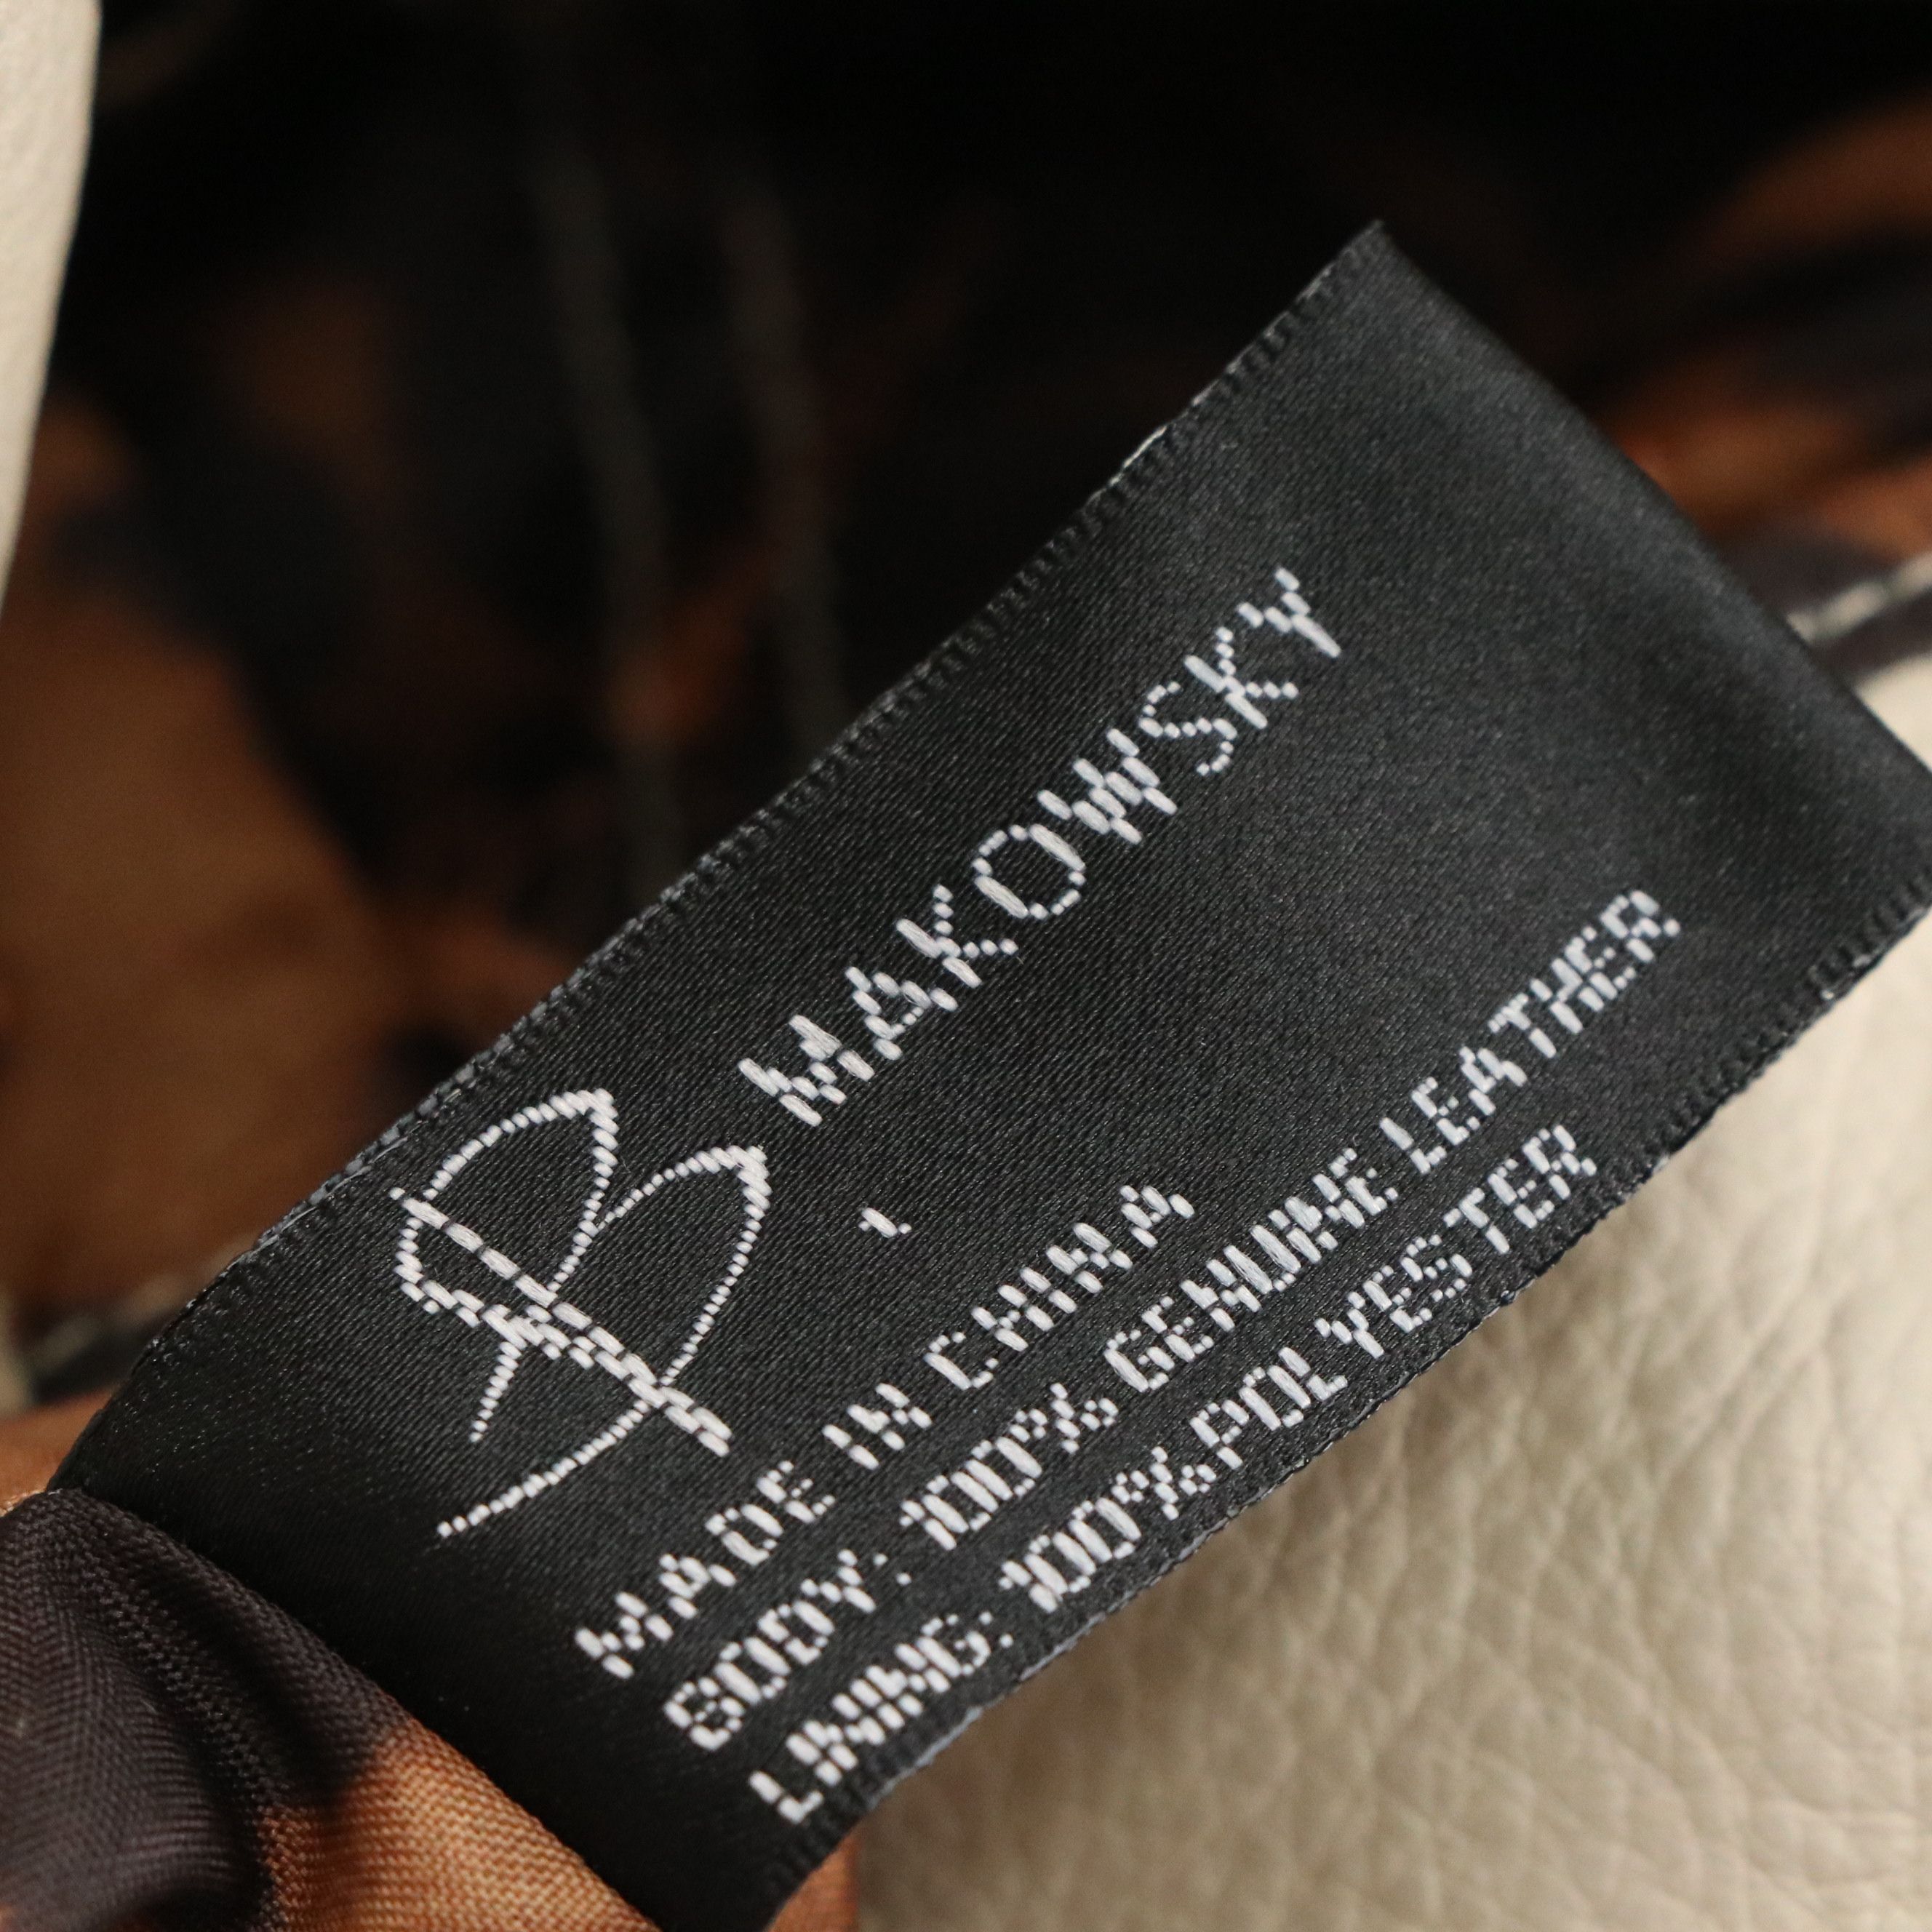 B. MAKOWSKY
MADE IN CHINA
BODY: 100% GENUINE LEATHER
LINING: 100% POLYESTER